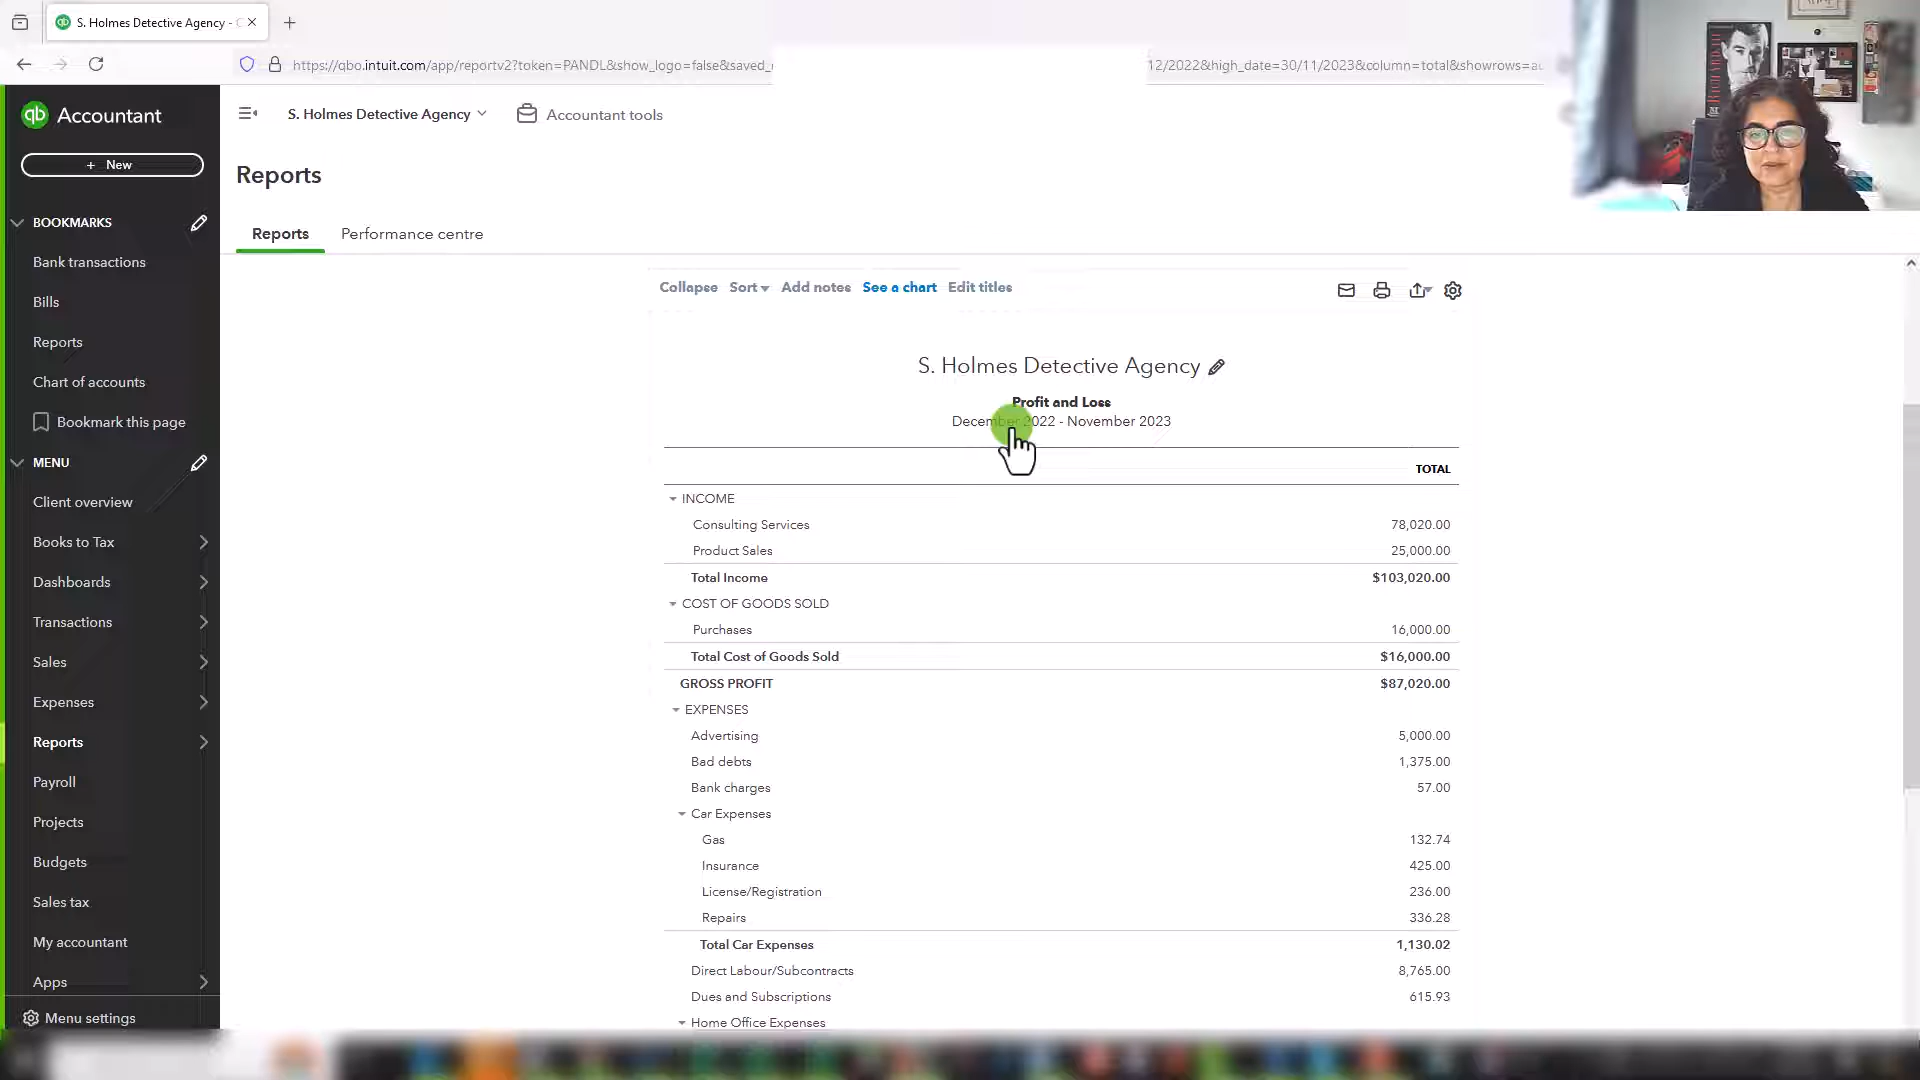 S. Holmes Detective Agency -
https://qbo.intuit.com/app/reportv2?token=PANDL&show_logo=false&saved_
12/2022&high_date=30/11/2023&column=total&showrows=
qb Accountant
S. Holmes Detective Agency
Accountant tools
+ New
Reports
Reports
Performance centre
BOOKMARKS
Bank transactions
Bills
Reports
Chart of accounts
Bookmark this page
MENU
Client overview
Books to Tax
Dashboards
Transactions
Sales
Expenses
Reports
Payroll
Projects
Budgets
Sales tax
My accountant
Apps
Menu settings
Collapse Sort Add notes See a chart Edit titles
S. Holmes Detective Agency
Profit and Loss
December 2022 - November 2023
TOTAL
INCOME
Consulting Services 78,020.00
Product Sales 25,000.00
Total Income $103,020.00
COST OF GOODS SOLD
Purchases 16,000.00
Total Cost of Goods Sold $16,000.00
GROSS PROFIT $87,020.00
EXPENSES
Advertising 5,000.00
Bad debts 1,375.00
Bank charges 57.00
Car Expenses
Gas 132.74
Insurance 425.00
License/Registration 236.00
Repairs 336.28
Total Car Expenses 1,130.02
Direct Labour/Subcontracts 8,765.00
Dues and Subscriptions 615.93
Home Office Expenses